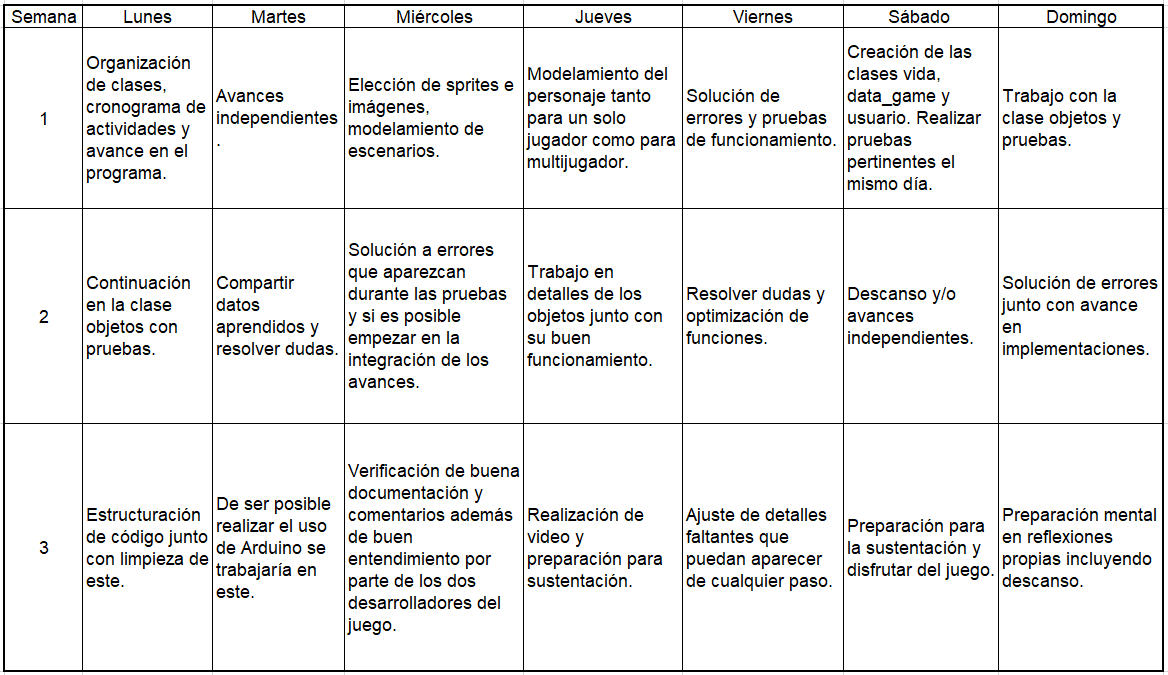 Semana Lunes Martes Miércoles Jueves Viernes Sábado Domingo
1
Organización
de clases,
cronograma de
actividades y
avance en el
programa.
Avances
independientes
.
Elección de sprites e
imágenes,
modelamiento de
escenarios.
Modelamiento del
personaje tanto
para un solo
jugador como para
multijugador.
Solución de
errores y pruebas
de funcionamiento.
Creación de las
clases vida,
data_game y
usuario. Realizar
pruebas
pertinentes el
mismo día.
Trabajo con la
clase objetos y
pruebas.
2
Continuación
en la clase
objetos con
pruebas.
Compartir
datos
aprendidos y
resolver dudas.
Solución a errores
que aparezcan
durante las pruebas
y si es posible
empezar en la
integración de los
avances.
Trabajo en
detalles de los
objetos junto con
su buen
funcionamiento.
Resolver dudas y
optimización de
funciones.
Descanso y/o
avances
independientes.
Solución de errores
junto con avance
en
implementaciones.
3
Estructuración
de código junto
con limpieza de
este.
De ser posible
realizar el uso
de Arduino se
trabajaría en
este.
Verificación de buena
documentación y
comentarios además
de buen
entendimiento por
parte de los dos
desarrolladores del
juego.
Realización de
video y
preparación para
sustentación.
Ajuste de detalles
faltantes que
puedan aparecer
de cualquier paso.
Preparación para
la sustentación y
disfrutar del juego.
Preparación mental
en reflexiones
propias incluyendo
descanso.